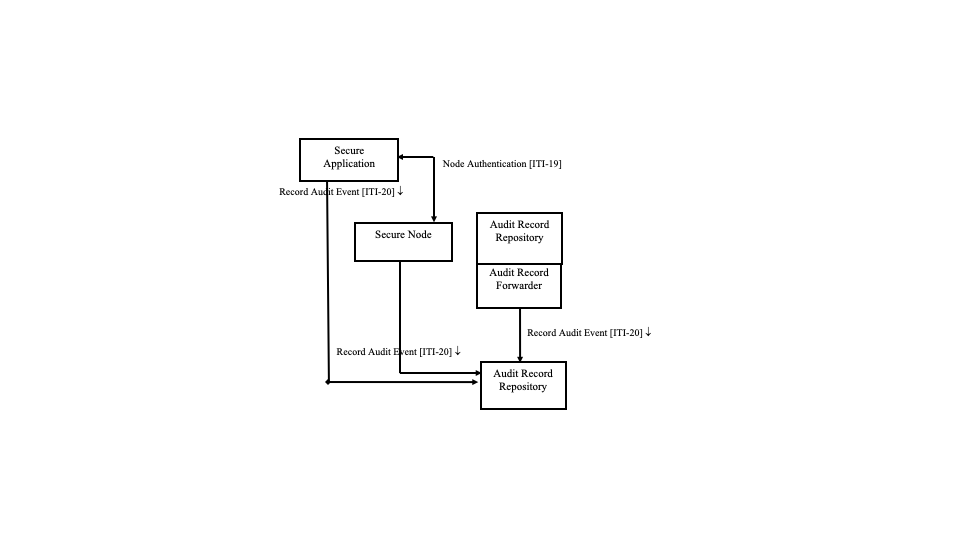 Secure
Application
Node Authentication [ITI-19]
Record Audit Event [ITI-20] ↓
Secure Node
Audit Record
Repository
Audit Record
Forwarder
Record Audit Event [ITI-20] ↓
Record Audit Event [ITI-20] ↓
Audit Record
Repository